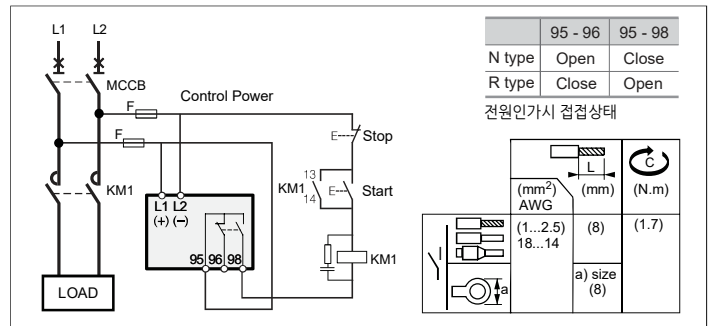 L1 L2
MCCB
Control Power
F
F
Stop
E
13
KM1
14
E
Start
KM1
L1 L2
(+) (−)
95 96 98
KM1
LOAD
95 - 96 95 - 98
N type Open Close
R type Close Open
전원인가시 접접상태
L
C
(mm²)
AWG
(mm)
(N.m)
(1...2.5)
18...14
(8)
(1.7)
a
a) size
(8)